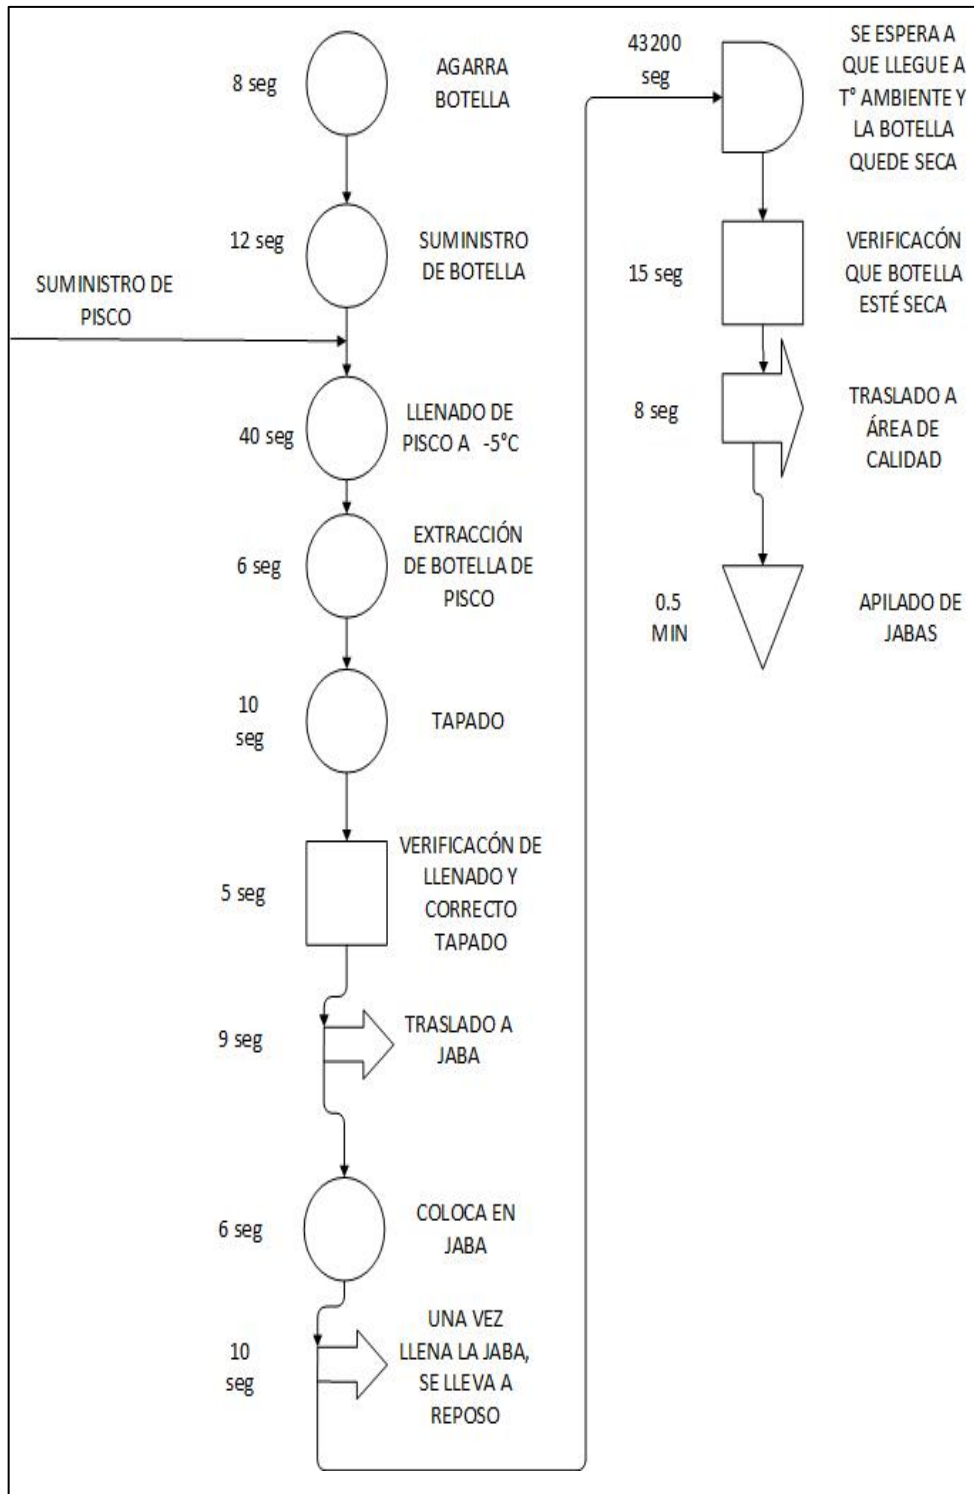 8 seg
AGARRA
BOTELLA
12 seg
SUMINISTRO
DE BOTELLA
SUMINISTRO DE
PISCO
40 seg
LLENADO DE
PISCO A -5°C
6 seg
EXTRACCIÓN
DE BOTELLA DE
PISCO
10
seg
TAPADO
5 seg
VERIFICACÓN DE
LLENADO Y
CORRECTO
TAPADO
9 seg
TRASLADO A
JABA
6 seg
COLOCA EN
JABA
10
seg
UNA VEZ
LLENA LA JABA,
SE LLEVA A
REPOSO
43200
seg
SE ESPERA A
QUE LLEGUE A
T° AMBIENTE Y
LA BOTELLA
QUEDE SECA
15 seg
VERIFICACÓN
QUE BOTELLA
ESTÉ SECA
8 seg
TRASLADO A
ÁREA DE
CALIDAD
0.5
MIN
APILADO DE
JABAS